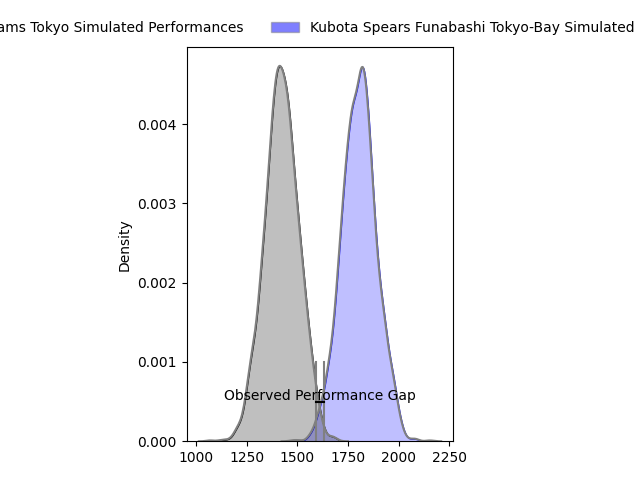 Tokyo Simulated Performances
Kubota Spears Funabashi Tokyo-Bay Simulated
0.004
0.003
0.002
0.001
0.000
Density
Observed Performance Gap
1000 1250 1500 1750 2000 2250